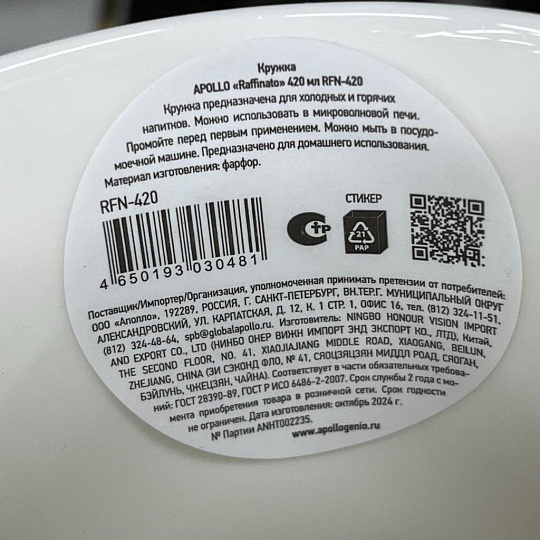 Кружка
APOLLO «Raffinato» 420 мл RFN-420
Кружка предназначена для холодных и горячих
напитков. Можно использовать в микроволновой печи.
Промойте перед первым применением. Можно мыть в посудо-
моечной машине. Предназначено для домашнего использования.
Материал изготовления: фарфор.
RFN-420
СТИКЕР
21
PAP
4 650193 030481
Поставщик/Импортер/Организация, уполномоченная принимать претензии от потребителей:
ООО «Аполло», 192289, РОССИЯ, Г. САНКТ-ПЕТЕРБУРГ, ВН.ТЕР.Г. МУНИЦИПАЛЬНЫЙ ОКРУГ
АЛЕКСАНДРОВСКИЙ, УЛ. КАРПАТСКАЯ, Д. 12, К. 1 СТР. 1, ОФИС 16, тел. (812) 324-11-51,
(812) 324-48-64, spb@globalapollo.ru. Изготовитель: NINGBO HONOUR VISION IMPORT
AND EXPORT CO., LTD (НИНБО ОНЕР ВИЖН ИМПОРТ ЭНД ЭКСПОРТ КО., ЛТД), Китай,
THE SECOND FLOOR, NO. 41, XIAOJIAJIANG MIDDLE ROAD, XIAOGANG, BEILUN,
ZHEJIANG, CHINA (ЗИ СЭКОНД ФЛО, № 41, СЯОЦЗЯЦЗЯН МИДДЛ РОАД, СЯОГАН,
БЭЙЛУНЬ, ЧЖЕЦЗЯН, ЧАЙНА). Соответствует в части обязательных требова-
ний: ГОСТ 28390-89, ГОСТ Р ИСО 6486-2-2007. Срок службы 2 года с мо-
мента приобретения товара в розничной сети. Срок годности
не ограничен. Дата изготовления: октябрь 2024 г.
№ Партии ANHT002235.
www.apollogenio.ru